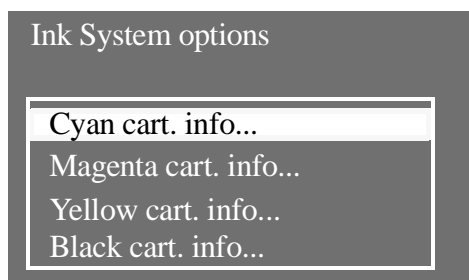 Ink System options
Cyan cart. info...
Magenta cart. info...
Yellow cart. info...
Black cart. info...